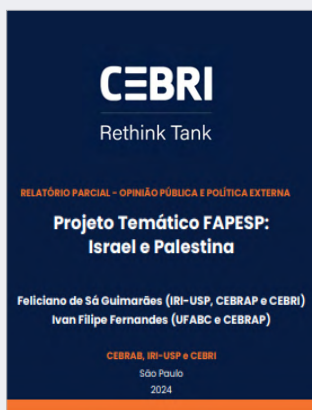 CEBRI
Rethink Tank
RELATÓRIO PARCIAL - OPINIÃO PÚBLICA E POLÍTICA EXTERNA
Projeto Temático FAPESP:
Israel e Palestina
Feliciano de Sá Guimarães (IRI-USP, CEBRAP e CEBRI)
Ivan Filipe Fernandes (UFABC e CEBRAP)
CEBRAB, IRI-USP e CEBRI
São Paulo
2024